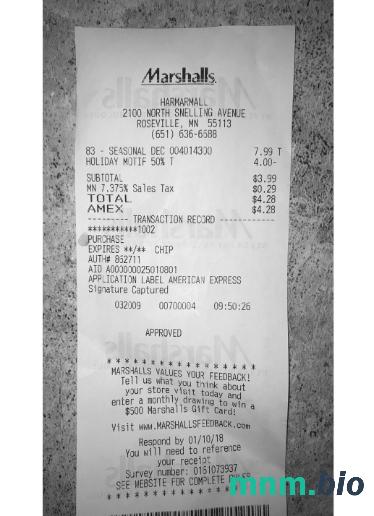 Marshalls.
HARMARMALL
2100 NORTH SNELLING AVENUE
ROSEVILLE, MN 55113
(651) 636-6688
83 - SEASONAL DEC 004014300 7.99 T
HOLIDAY MOTIF 50% T 4.00-
SUBTOTAL $3.99
MN 7.375% Sales Tax $0.29
TOTAL $4.28
AMEX $4.28
---------- TRANSACTION RECORD -----------
***********1002
PURCHASE
EXPIRES **/** CHIP
AUTH# 862711
AID A000000025010801
APPLICATION LABEL AMERICAN EXPRESS
Signature Captured
032009 00700004 09:50:26
APPROVED
* * * * * * * * * * * * * * * * *
MARSHALLS VALUES YOUR FEEDBACK!
Tell us what you think about
your store visit today and
enter a monthly drawing to win a
$500 Marshalls Gift Card!
Visit www.MARSHALLSFEEDBACK.com
Respond by 01/10/18
You will need to reference
your receipt
Survey number: 0161073937
SEE WEBSITE FOR COMPLETE RULES
* * * * * * * * * * * * * * * * *
mnm.bio